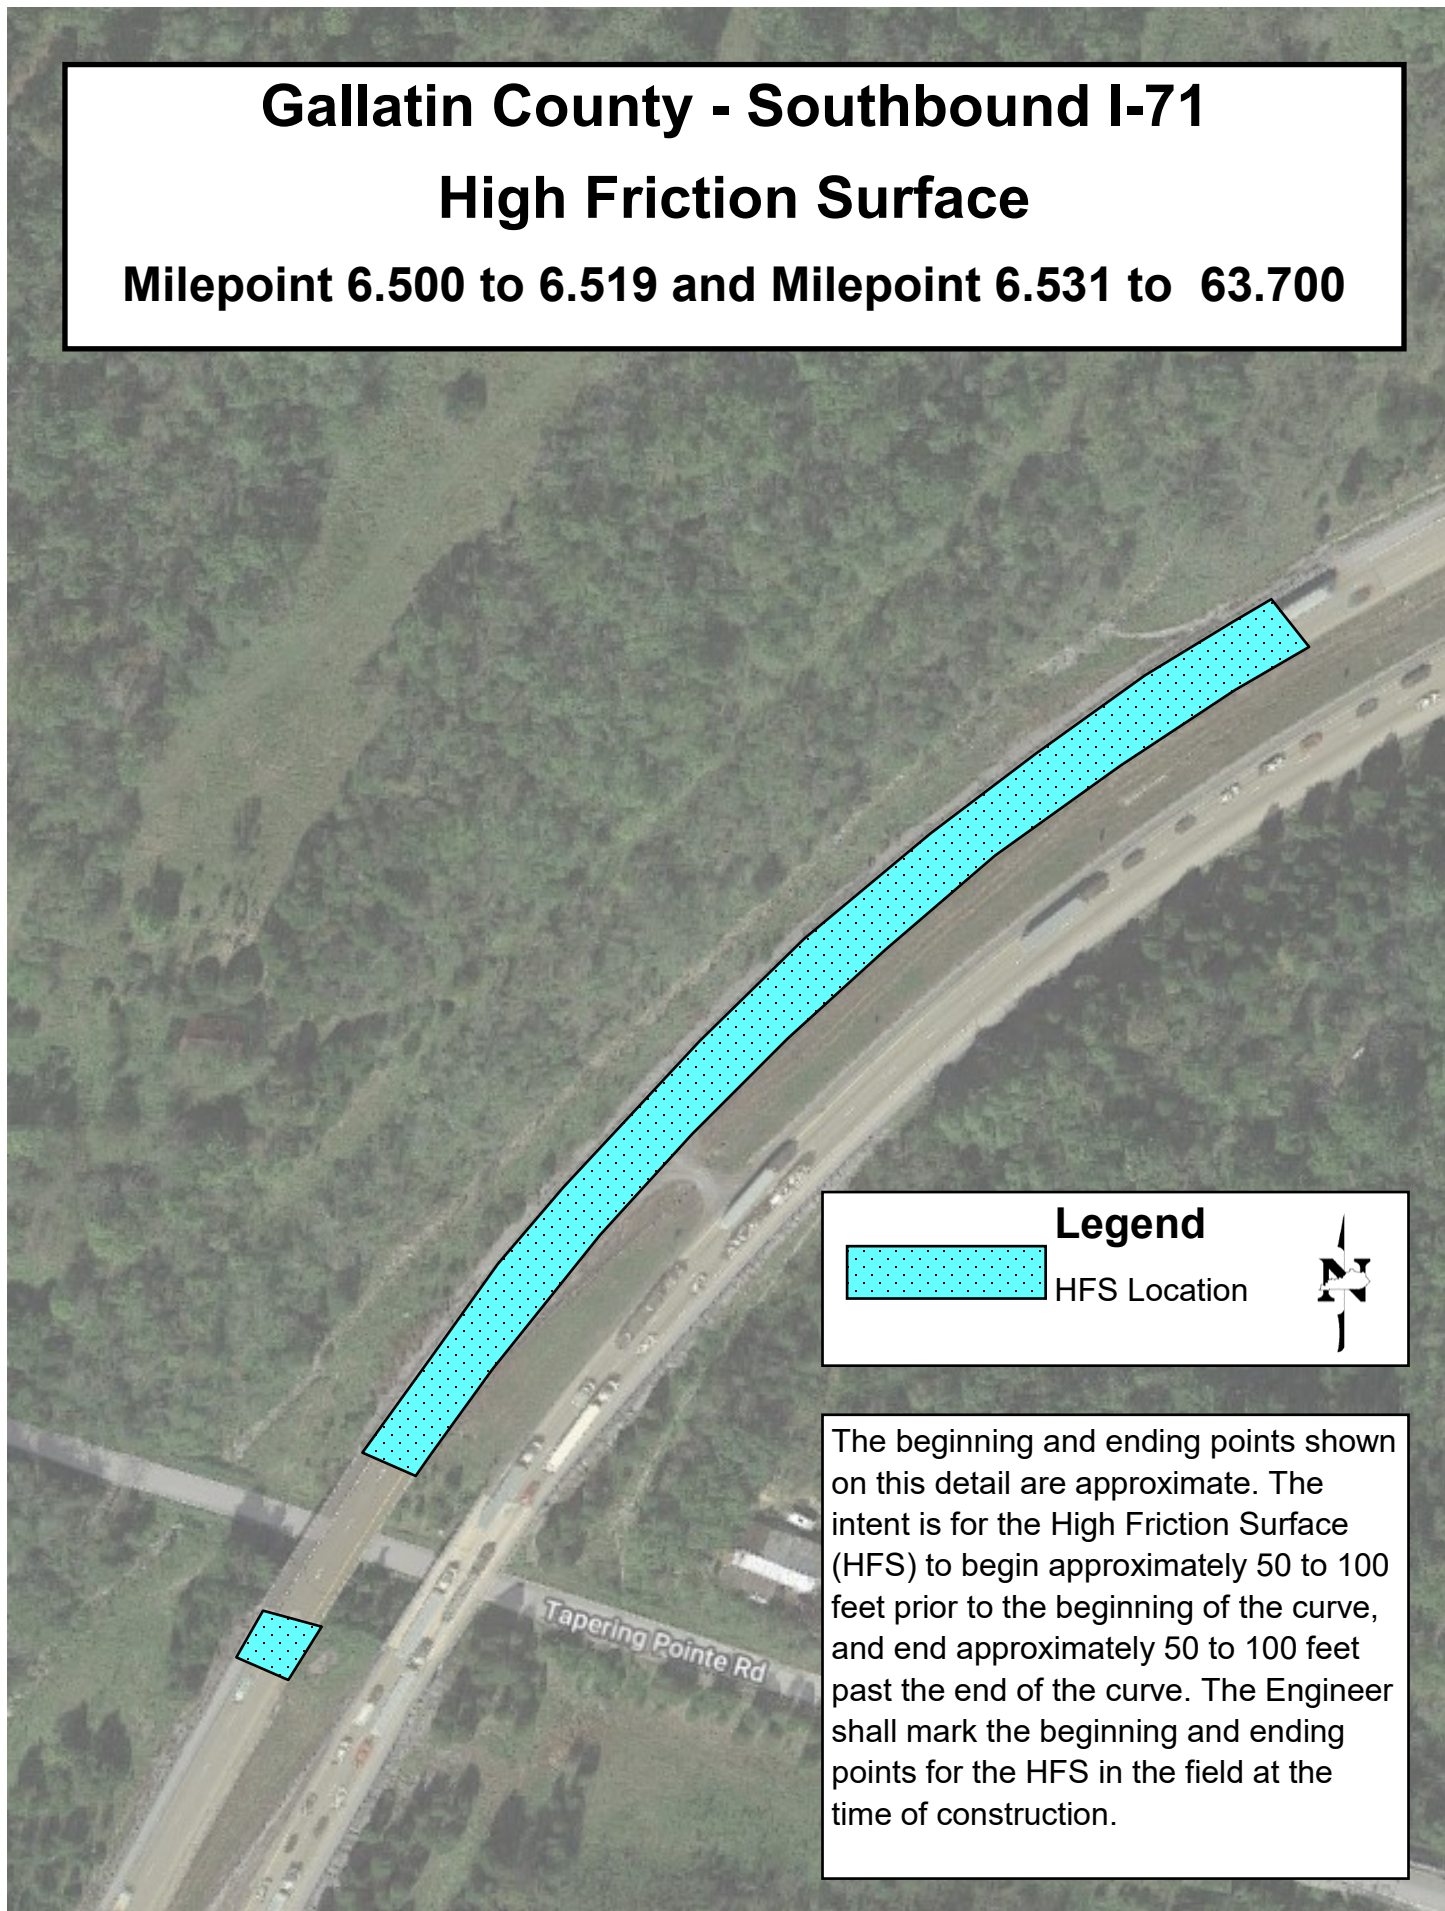 Gallatin County - Southbound I-71
High Friction Surface
Milepoint 6.500 to 6.519 and Milepoint 6.531 to  63.700
Legend
HFS Location
N
The beginning and ending points shown
on this detail are approximate. The
intent is for the High Friction Surface
(HFS) to begin approximately 50 to 100
feet prior to the beginning of the curve,
and end approximately 50 to 100 feet
past the end of the curve. The Engineer
shall mark the beginning and ending
points for the HFS in the field at the
time of construction.
Tapering Pointe Rd